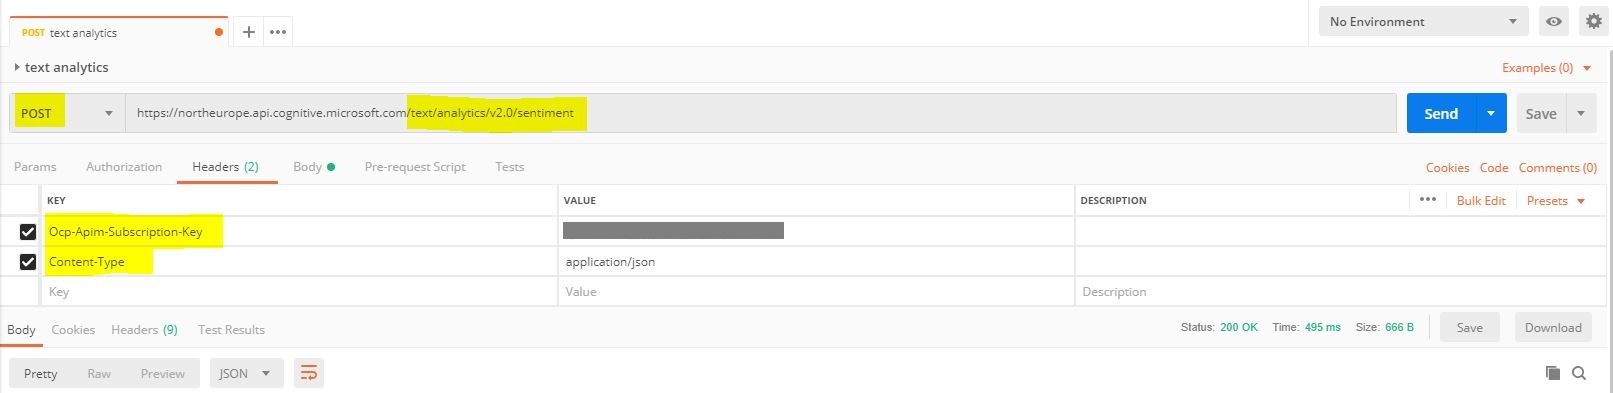 POST text analytics
No Environment
text analytics
Examples (0)
POST
https://northeurope.api.cognitive.microsoft.com/text/analytics/v2.0/sentiment
Send
Save
Params Authorization Headers (2) Body Pre-request Script Tests
Cookies Code Comments (0)
KEY VALUE DESCRIPTION
Bulk Edit Presets
Ocp-Apim-Subscription-Key
Content-Type application/json
Key Value Description
Body Cookies Headers (9) Test Results
Status: 200 OK Time: 495 ms Size: 666 B
Save Download
Pretty Raw Preview JSON